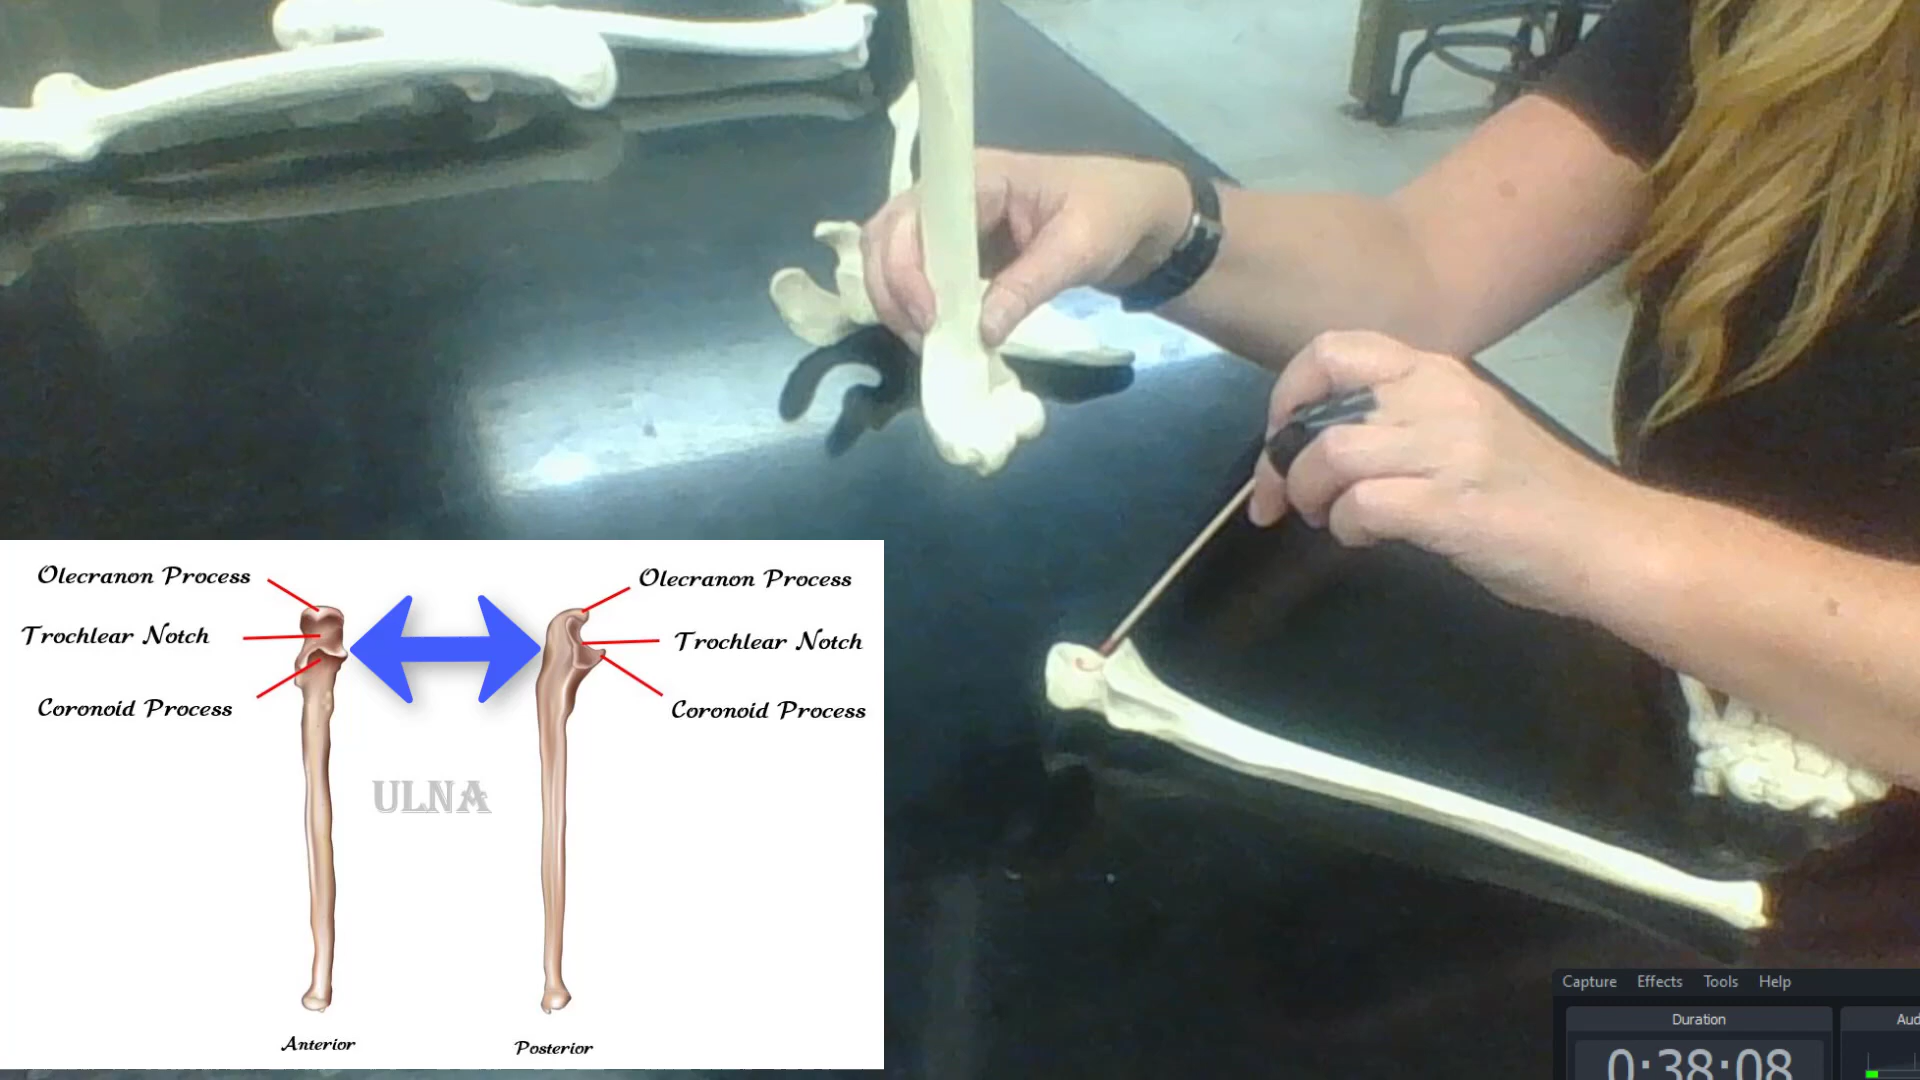 Olecranon Process
Trochlear Notch
Coronoid Process
Olecranon Process
Trochlear Notch
Coronoid Process
ULNA
Anterior
Posterior
Capture Effects Tools Help
Duration
0:38:08